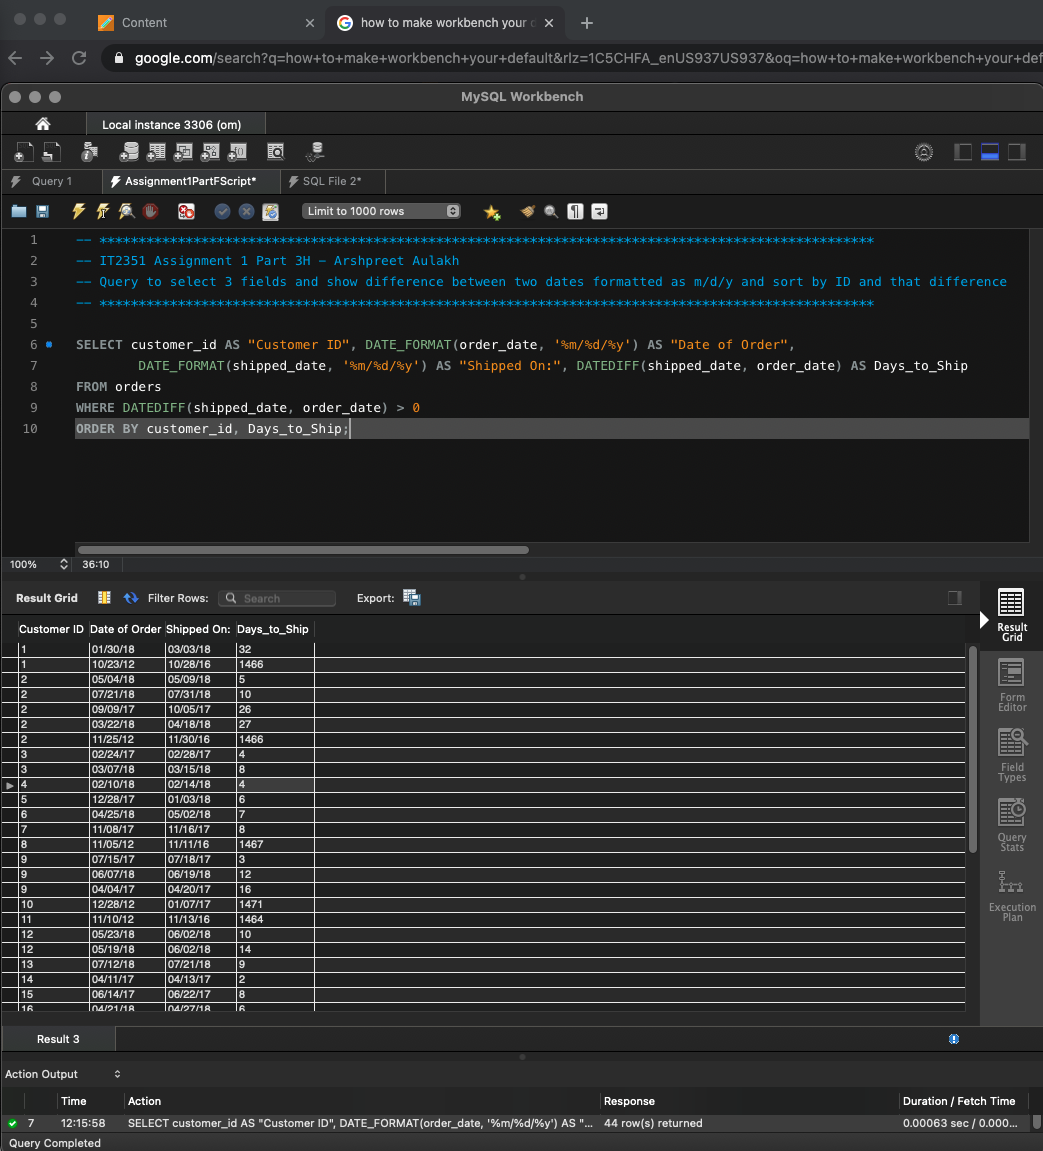 Content
how to make workbench your d
google.com/search?q=how+to+make+workbench+your+default&rlz=1C5CHFA_enUS937US937&oq=how+to+make+workbench+your+def
MySQL Workbench
Local instance 3306 (om)
Query 1 Assignment1PartFScript* SQL File 2*
Limit to 1000 rows
1 -- ***************************************************************************************************
2 -- IT2351 Assignment 1 Part 3H - Arshpreet Aulakh
3 -- Query to select 3 fields and show difference between two dates formatted as m/d/y and sort by ID and that difference
4 -- ***************************************************************************************************
5
6 SELECT customer_id AS "Customer ID", DATE_FORMAT(order_date, '%m/%d/%y') AS "Date of Order",
7 DATE_FORMAT(shipped_date, '%m/%d/%y') AS "Shipped On:", DATEDIFF(shipped_date, order_date) AS Days_to_Ship
8 FROM orders
9 WHERE DATEDIFF(shipped_date, order_date) > 0
10 ORDER BY customer_id, Days_to_Ship;
100% 36:10
Result Grid Filter Rows: Search Export:
Customer ID Date of Order Shipped On: Days_to_Ship
1 01/30/18 03/03/18 32
1 10/23/12 10/28/16 1466
2 05/04/18 05/09/18 5
2 07/21/18 07/31/18 10
2 09/09/17 10/05/17 26
2 03/22/18 04/18/18 27
2 11/25/12 11/30/16 1466
3 02/24/17 02/28/17 4
3 03/07/18 03/15/18 8
4 02/10/18 02/14/18 4
5 12/28/17 01/03/18 6
6 04/25/18 05/02/18 7
7 11/08/17 11/16/17 8
8 11/05/12 11/11/16 1467
9 07/15/17 07/18/17 3
9 06/07/18 06/19/18 12
9 04/04/17 04/20/17 16
10 12/28/12 01/07/17 1471
11 11/10/12 11/13/16 1464
12 05/23/18 06/02/18 10
12 05/19/18 06/02/18 14
13 07/12/18 07/21/18 9
14 04/11/17 04/13/17 2
15 06/14/17 06/22/17 8
16 04/21/18 04/27/18 6
Result
Grid
Form
Editor
Field
Types
Query
Stats
Execution
Plan
Result 3
Action Output
Time Action Response Duration / Fetch Time
7 12:15:58 SELECT customer_id AS "Customer ID", DATE_FORMAT(order_date, '%m/%d/%y') AS "... 44 row(s) returned 0.00063 sec / 0.000...
Query Completed